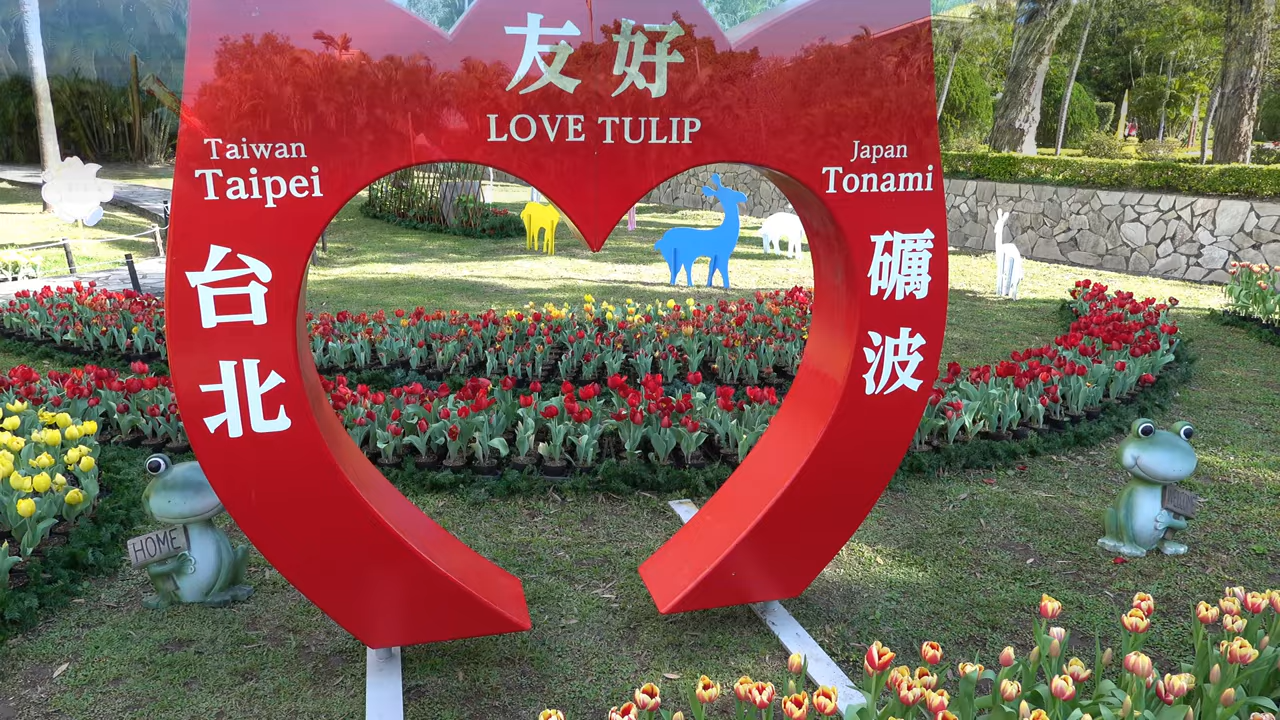 友好
LOVE TULIP
Taiwan
Taipei
台北
Japan
Tonami
礪波
HOME